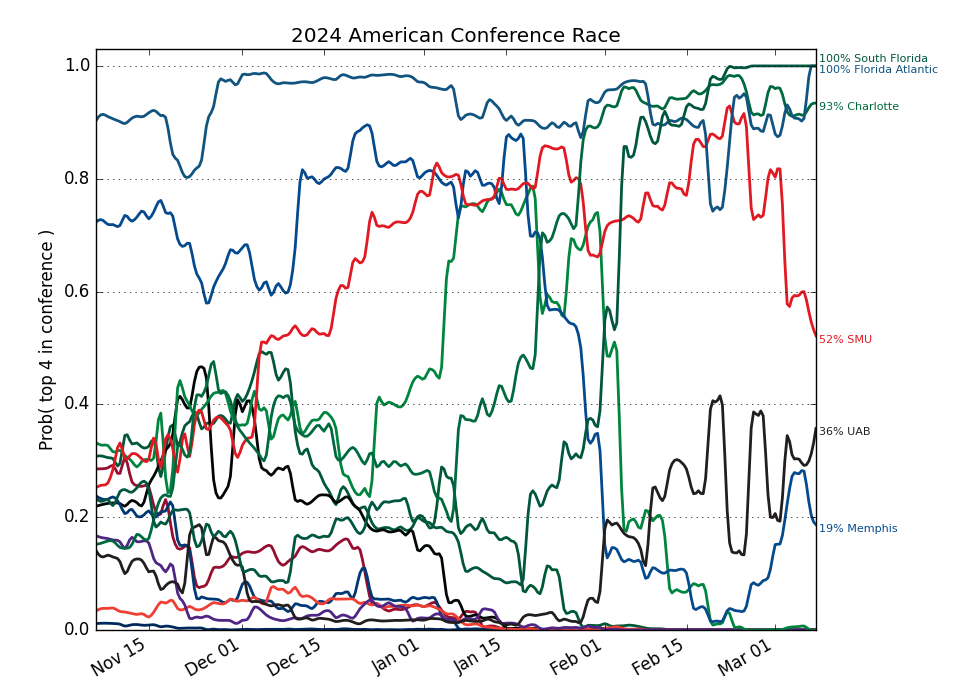 2024 American Conference Race
Prob( top 4 in conference )
1.0
0.8
0.6
0.4
0.2
0.0
Nov 15
Dec 01
Dec 15
Jan 01
Jan 15
Feb 01
Feb 15
Mar 01
100% South Florida
100% Florida Atlantic
93% Charlotte
52% SMU
36% UAB
19% Memphis